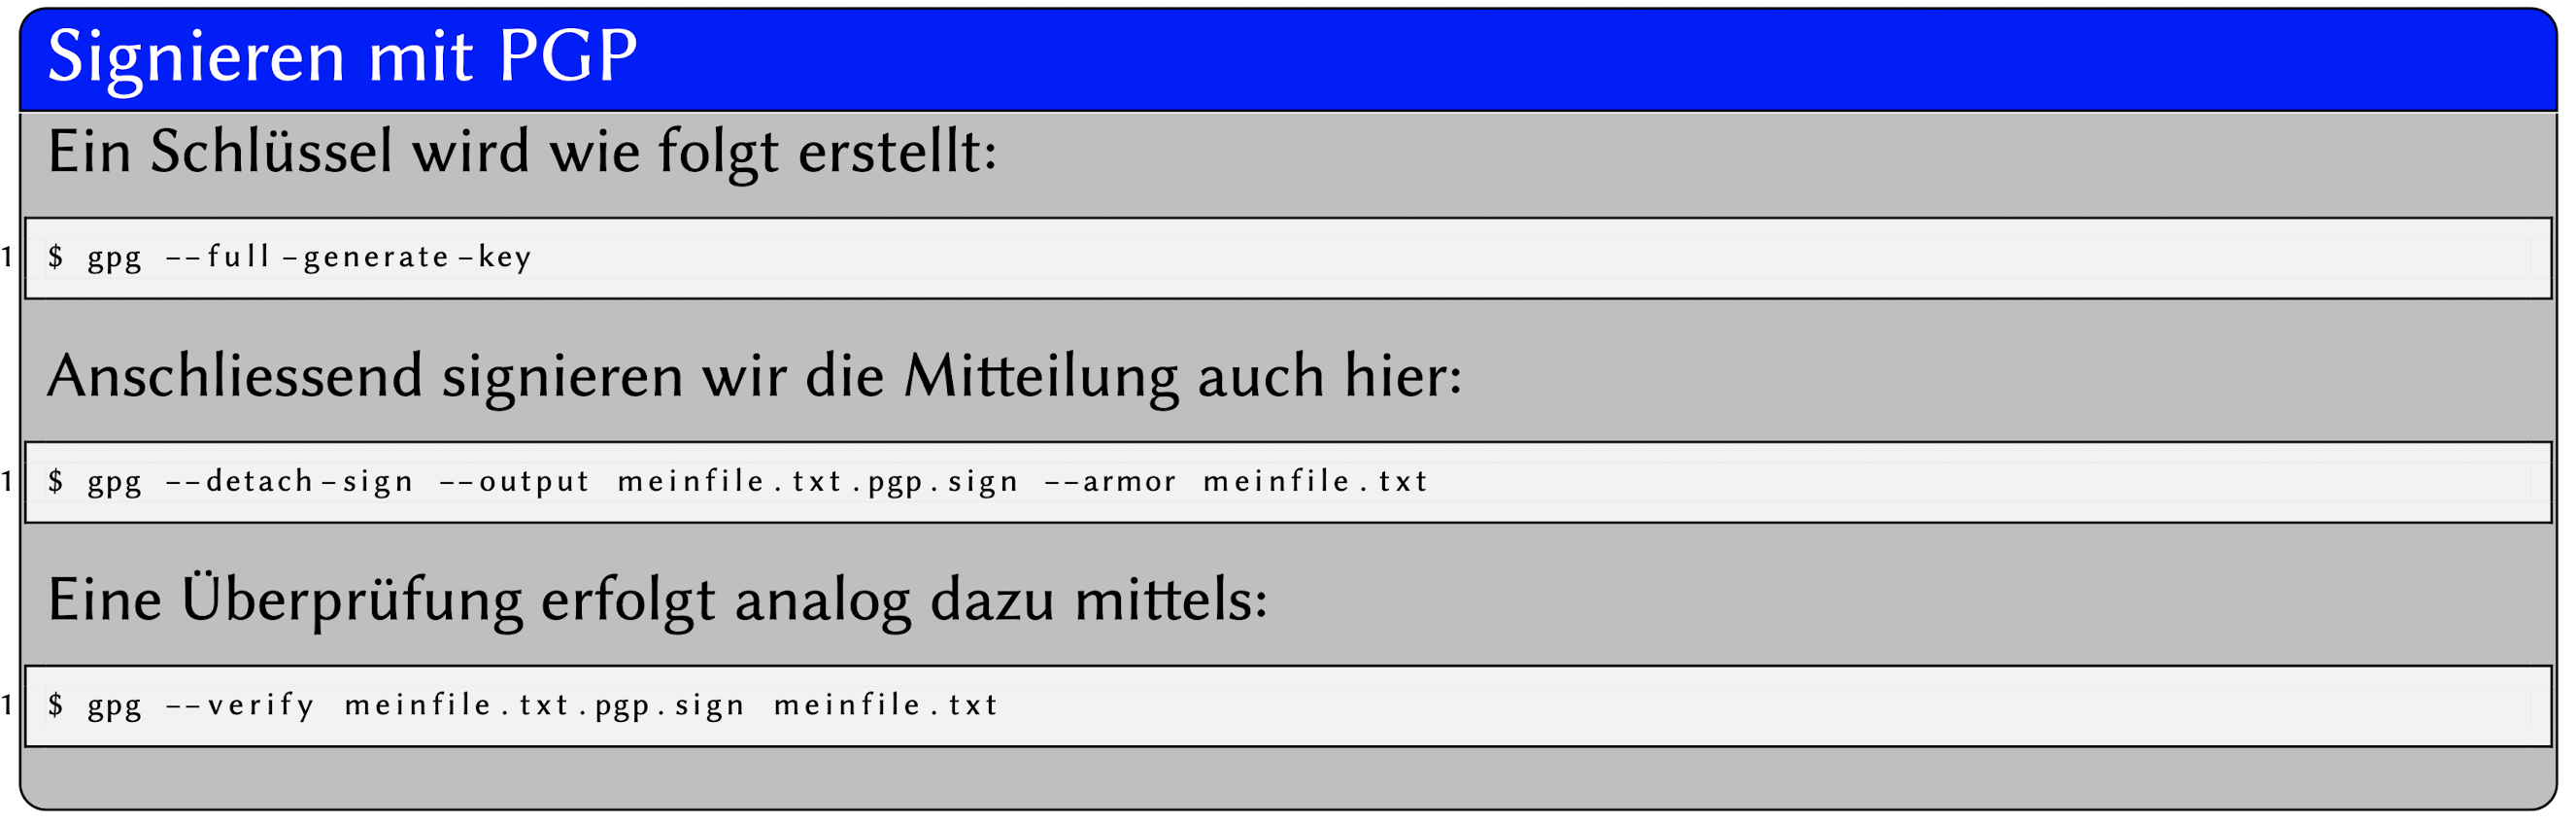 Signieren mit PGP
Ein Schlüssel wird wie folgt erstellt:
1 $ gpg --full-generate-key
Anschliessend signieren wir die Mitteilung auch hier:
1 $ gpg --detach-sign --output meinfile.txt.pgp.sign --armor meinfile.txt
Eine Überprüfung erfolgt analog dazu mittels:
1 $ gpg --verify meinfile.txt.pgp.sign meinfile.txt